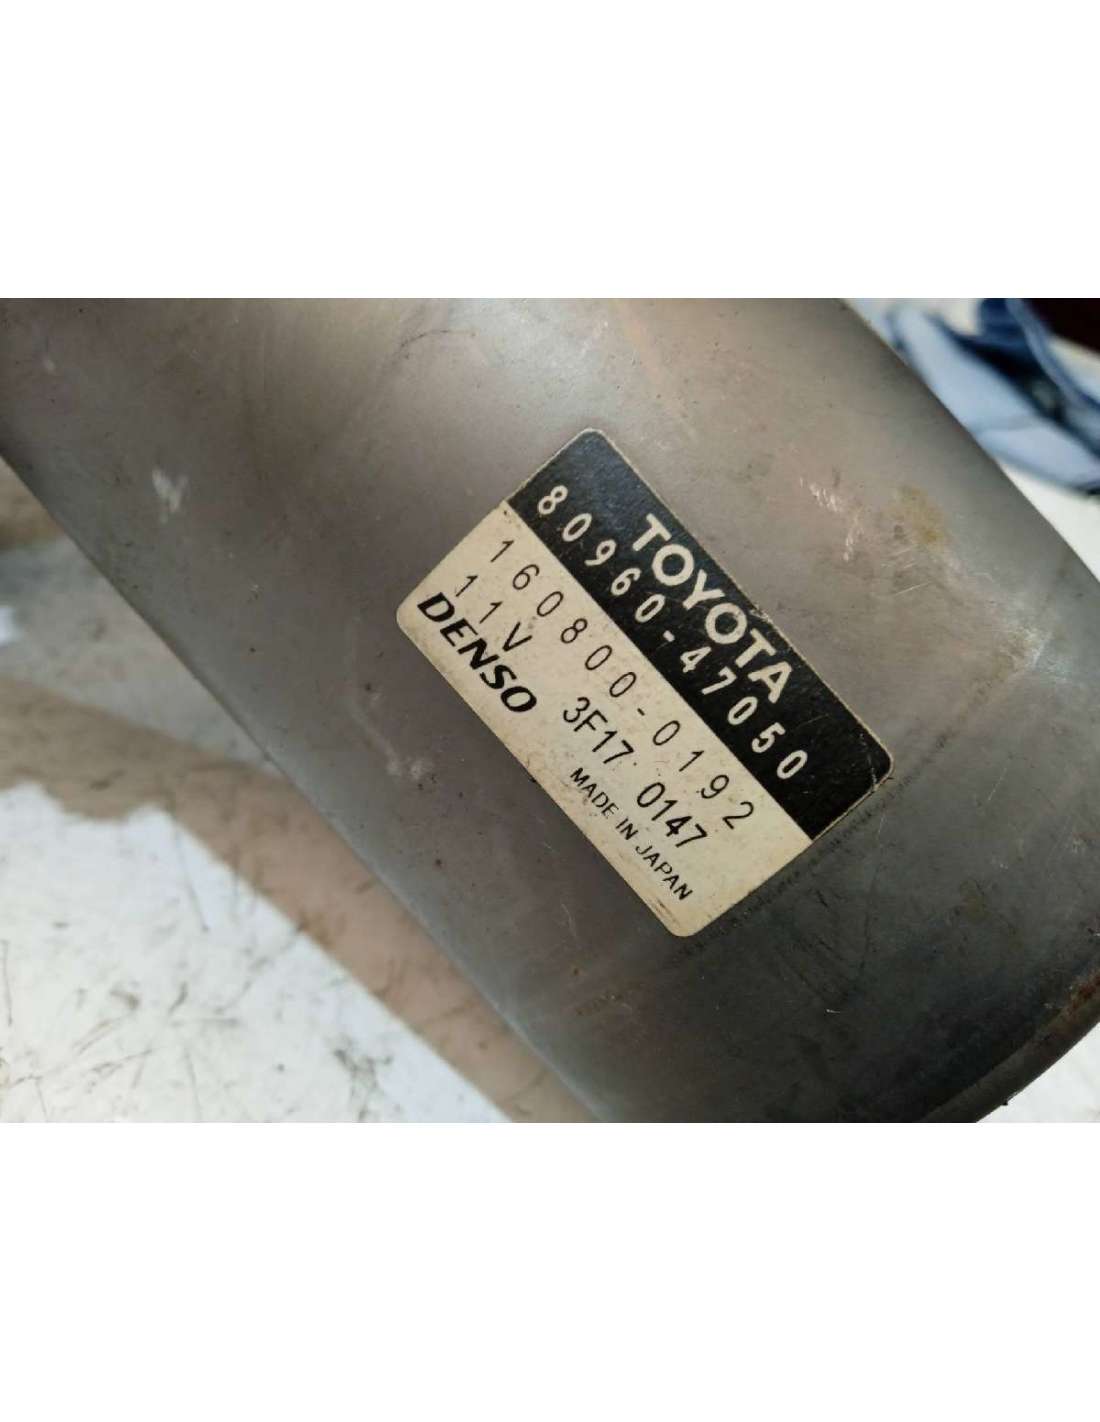 TOYOTA
80960-47050
160800-0192
11V 3F17 0147
DENSO MADE IN JAPAN